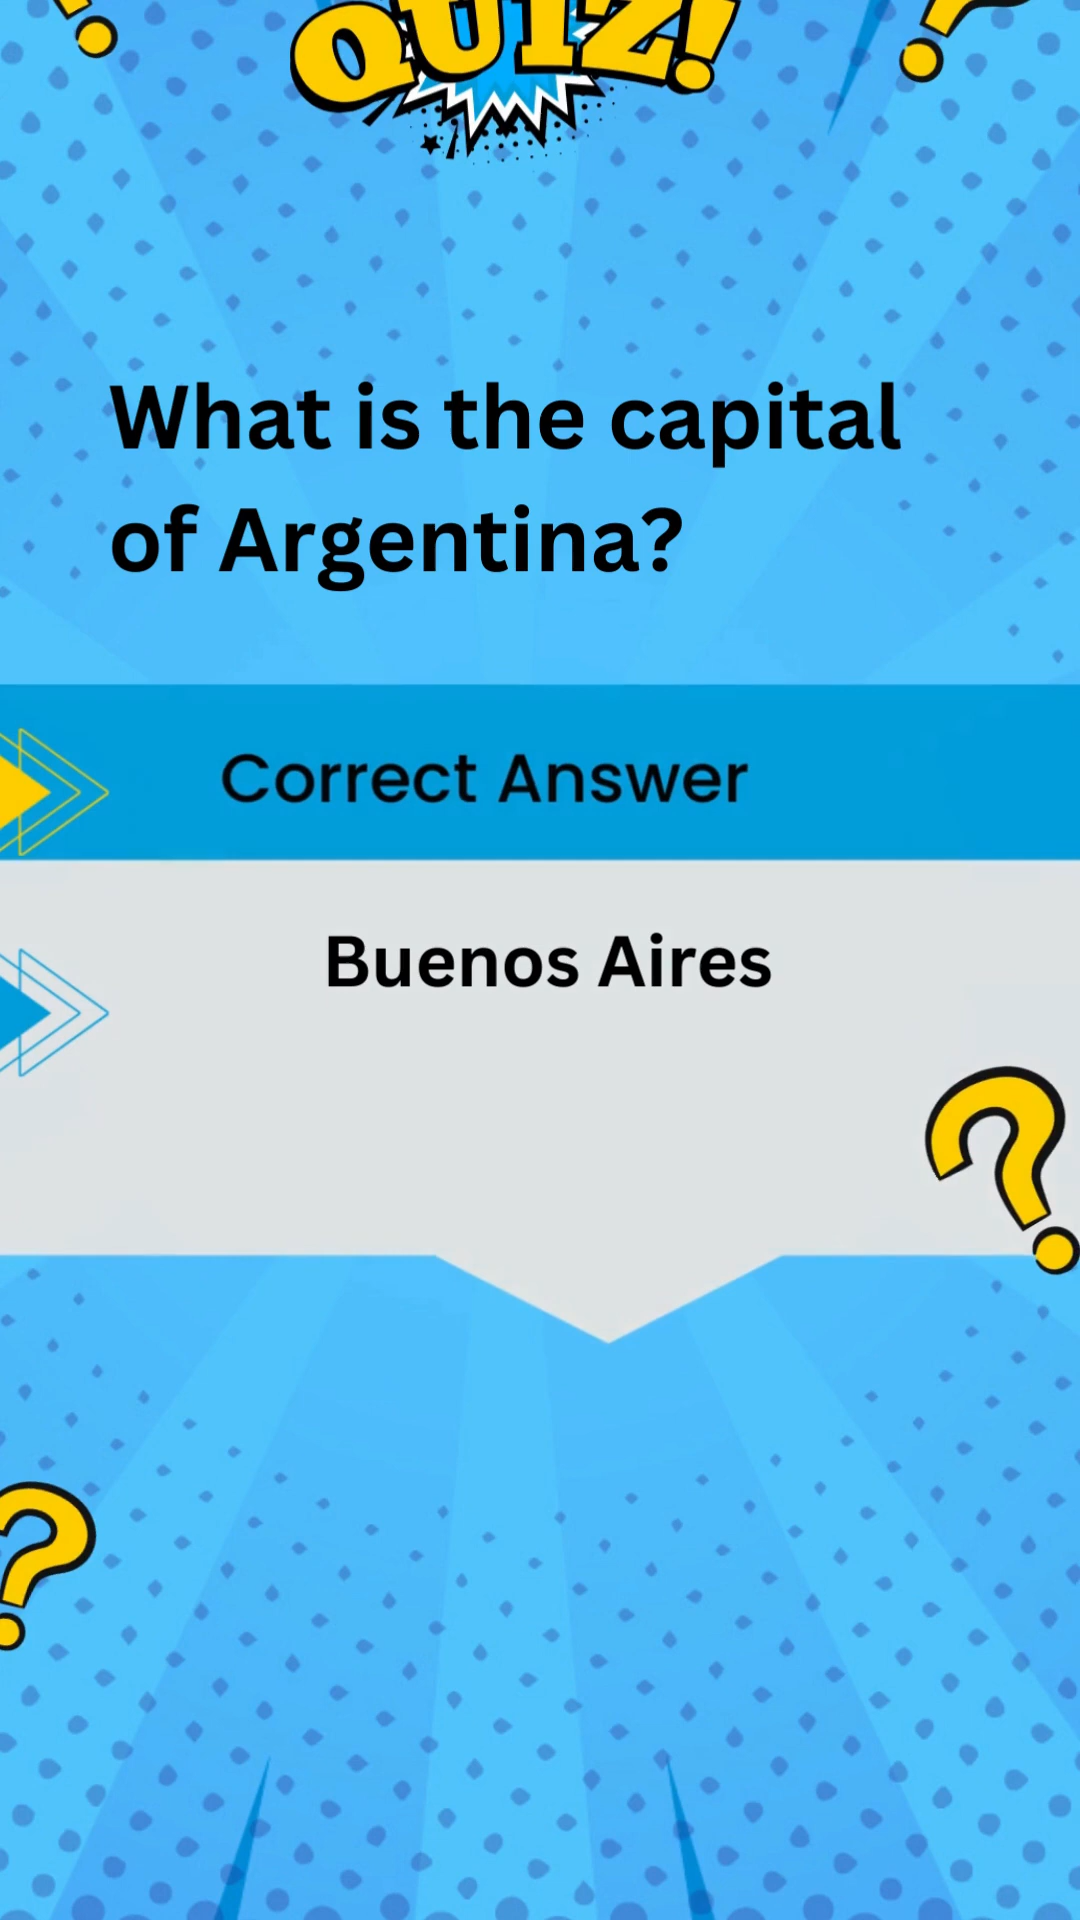 QUIZ!
What is the capital
of Argentina?
Correct Answer
Buenos Aires